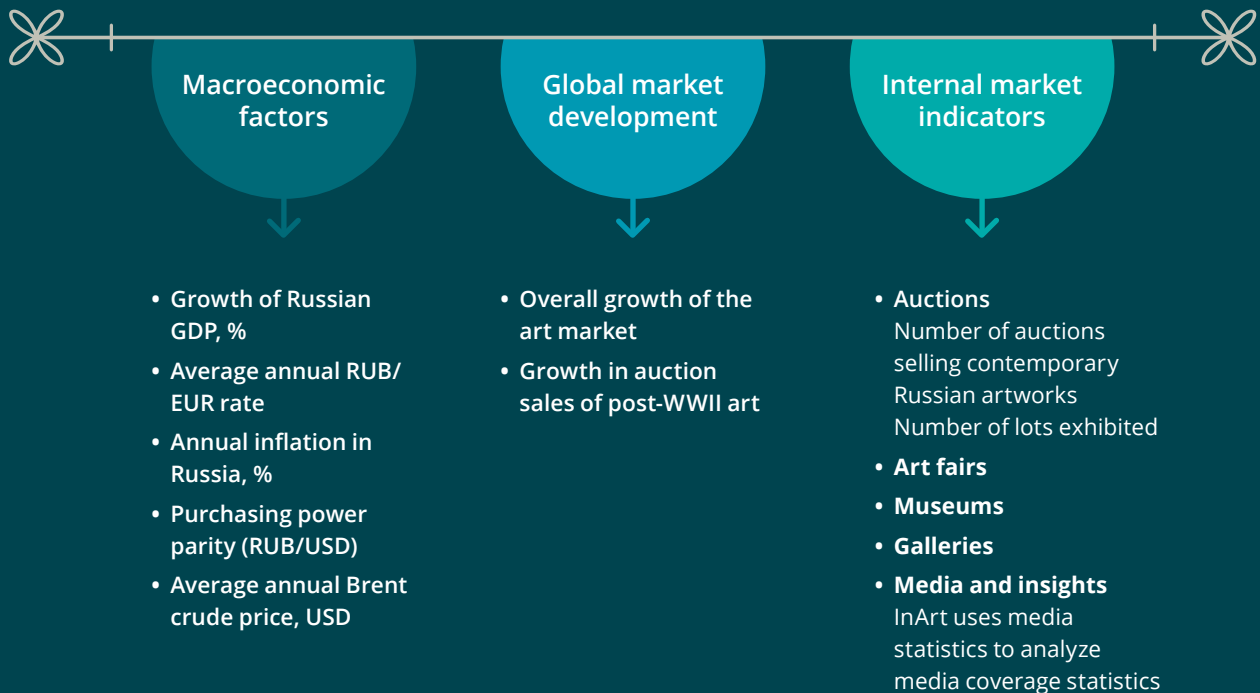 Macroeconomic
factors
• Growth of Russian
GDP, %
• Average annual RUB/
EUR rate
• Annual inflation in
Russia, %
• Purchasing power
parity (RUB/USD)
• Average annual Brent
crude price, USD
Global market
development
• Overall growth of the
art market
• Growth in auction
sales of post-WWII art
Internal market
indicators
• Auctions
Number of auctions
selling contemporary
Russian artworks
Number of lots exhibited
• Art fairs
• Museums
• Galleries
• Media and insights
InArt uses media
statistics to analyze
media coverage statistics